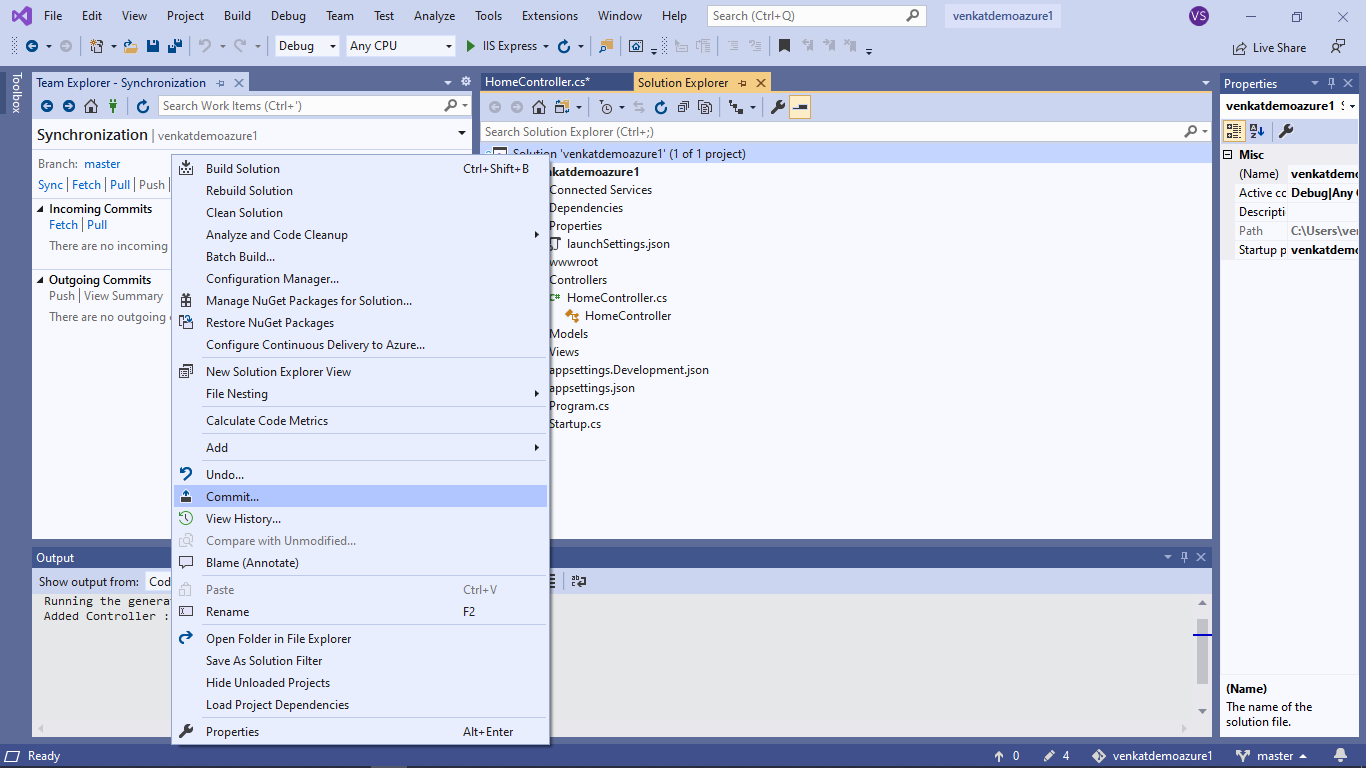 File Edit View Project Build Debug Team Test Analyze Tools Extensions Window Help Search (Ctrl+Q) venkatdemoazure1 VS
Debug Any CPU IIS Express Live Share
Toolbox
Team Explorer - Synchronization
Search Work Items (Ctrl+')
Synchronization | venkatdemoazure1
Branch: master
Sync | Fetch | Pull | Push |
Incoming Commits
Fetch | Pull
There are no incoming
Outgoing Commits
Push | View Summary
There are no outgoing
Build Solution Ctrl+Shift+B
Rebuild Solution
Clean Solution
Analyze and Code Cleanup
Batch Build...
Configuration Manager...
Manage NuGet Packages for Solution...
Restore NuGet Packages
Configure Continuous Delivery to Azure...
New Solution Explorer View
File Nesting
Calculate Code Metrics
Add
Undo...
Commit...
View History...
Compare with Unmodified...
Blame (Annotate)
Paste Ctrl+V
Rename F2
Open Folder in File Explorer
Save As Solution Filter
Hide Unloaded Projects
Load Project Dependencies
Properties Alt+Enter
HomeController.cs* Solution Explorer
Search Solution Explorer (Ctrl+;)
Solution 'venkatdemoazure1' (1 of 1 project)
katdemoazure1
Connected Services
Dependencies
Properties
launchSettings.json
wwwroot
Controllers
C# HomeController.cs
HomeController
Models
Views
appsettings.Development.json
appsettings.json
Program.cs
Startup.cs
Properties
venkatdemoazure1 S
Misc
(Name) venkatdemo
Active co Debug|Any
Descripti
Path C:\Users\ven
Startup p venkatdemo
(Name)
The name of the
solution file.
Output
Show output from: Cod
Running the genera
Added Controller :
Ready 0 4 venkatdemoazure1 master